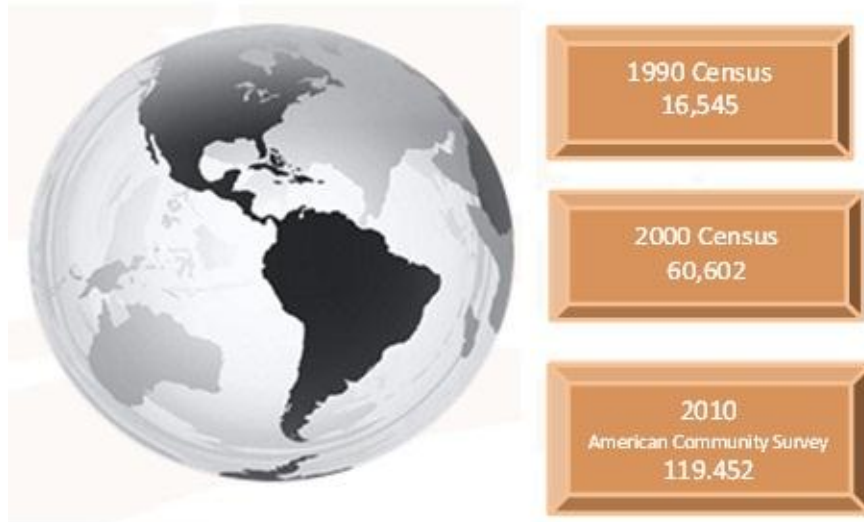 1990 Census
16,545
2000 Census
60,602
2010
American Community Survey
119.452